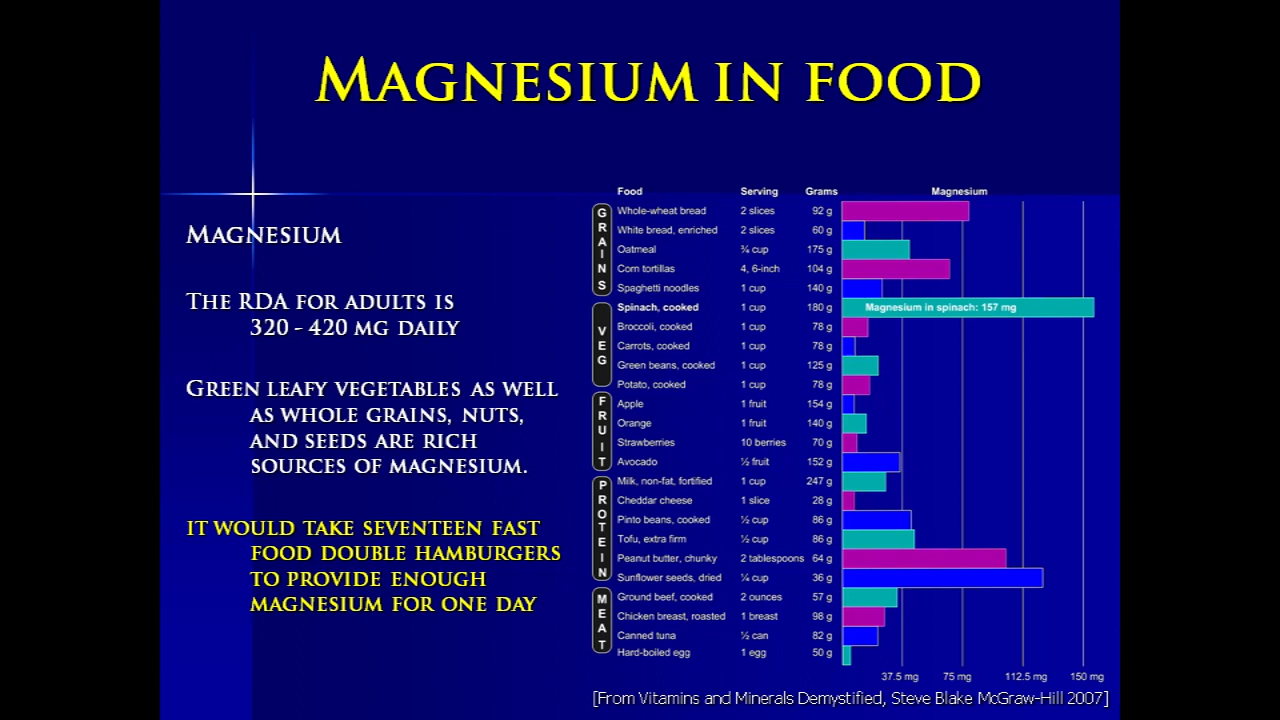 MAGNESIUM IN FOOD
MAGNESIUM
THE RDA FOR ADULTS IS
320 - 420 MG DAILY
GREEN LEAFY VEGETABLES AS WELL
AS WHOLE GRAINS, NUTS,
AND SEEDS ARE RICH
SOURCES OF MAGNESIUM.
IT WOULD TAKE SEVENTEEN FAST
FOOD DOUBLE HAMBURGERS
TO PROVIDE ENOUGH
MAGNESIUM FOR ONE DAY
Food Serving Grams Magnesium
GRAINS
Whole-wheat bread 2 slices 92 g
White bread, enriched 2 slices 60 g
Oatmeal ¾ cup 175 g
Corn tortillas 4, 6-inch 104 g
Spaghetti noodles 1 cup 140 g
VEG
Spinach, cooked 1 cup 180 g Magnesium in spinach: 157 mg
Broccoli, cooked 1 cup 78 g
Carrots, cooked 1 cup 78 g
Green beans, cooked 1 cup 125 g
Potato, cooked 1 cup 78 g
FRUIT
Apple 1 fruit 154 g
Orange 1 fruit 140 g
Strawberries 10 berries 70 g
Avocado ½ fruit 152 g
PROTEIN
Milk, non-fat, fortified 1 cup 247 g
Cheddar cheese 1 slice 28 g
Pinto beans, cooked ½ cup 86 g
Tofu, extra firm ½ cup 86 g
Peanut butter, chunky 2 tablespoons 64 g
Sunflower seeds, dried ¼ cup 36 g
MEAT
Ground beef, cooked 2 ounces 57 g
Chicken breast, roasted 1 breast 98 g
Canned tuna ½ can 82 g
Hard-boiled egg 1 egg 50 g
37.5 mg 75 mg 112.5 mg 150 mg
[From Vitamins and Minerals Demystified, Steve Blake McGraw-Hill 2007]